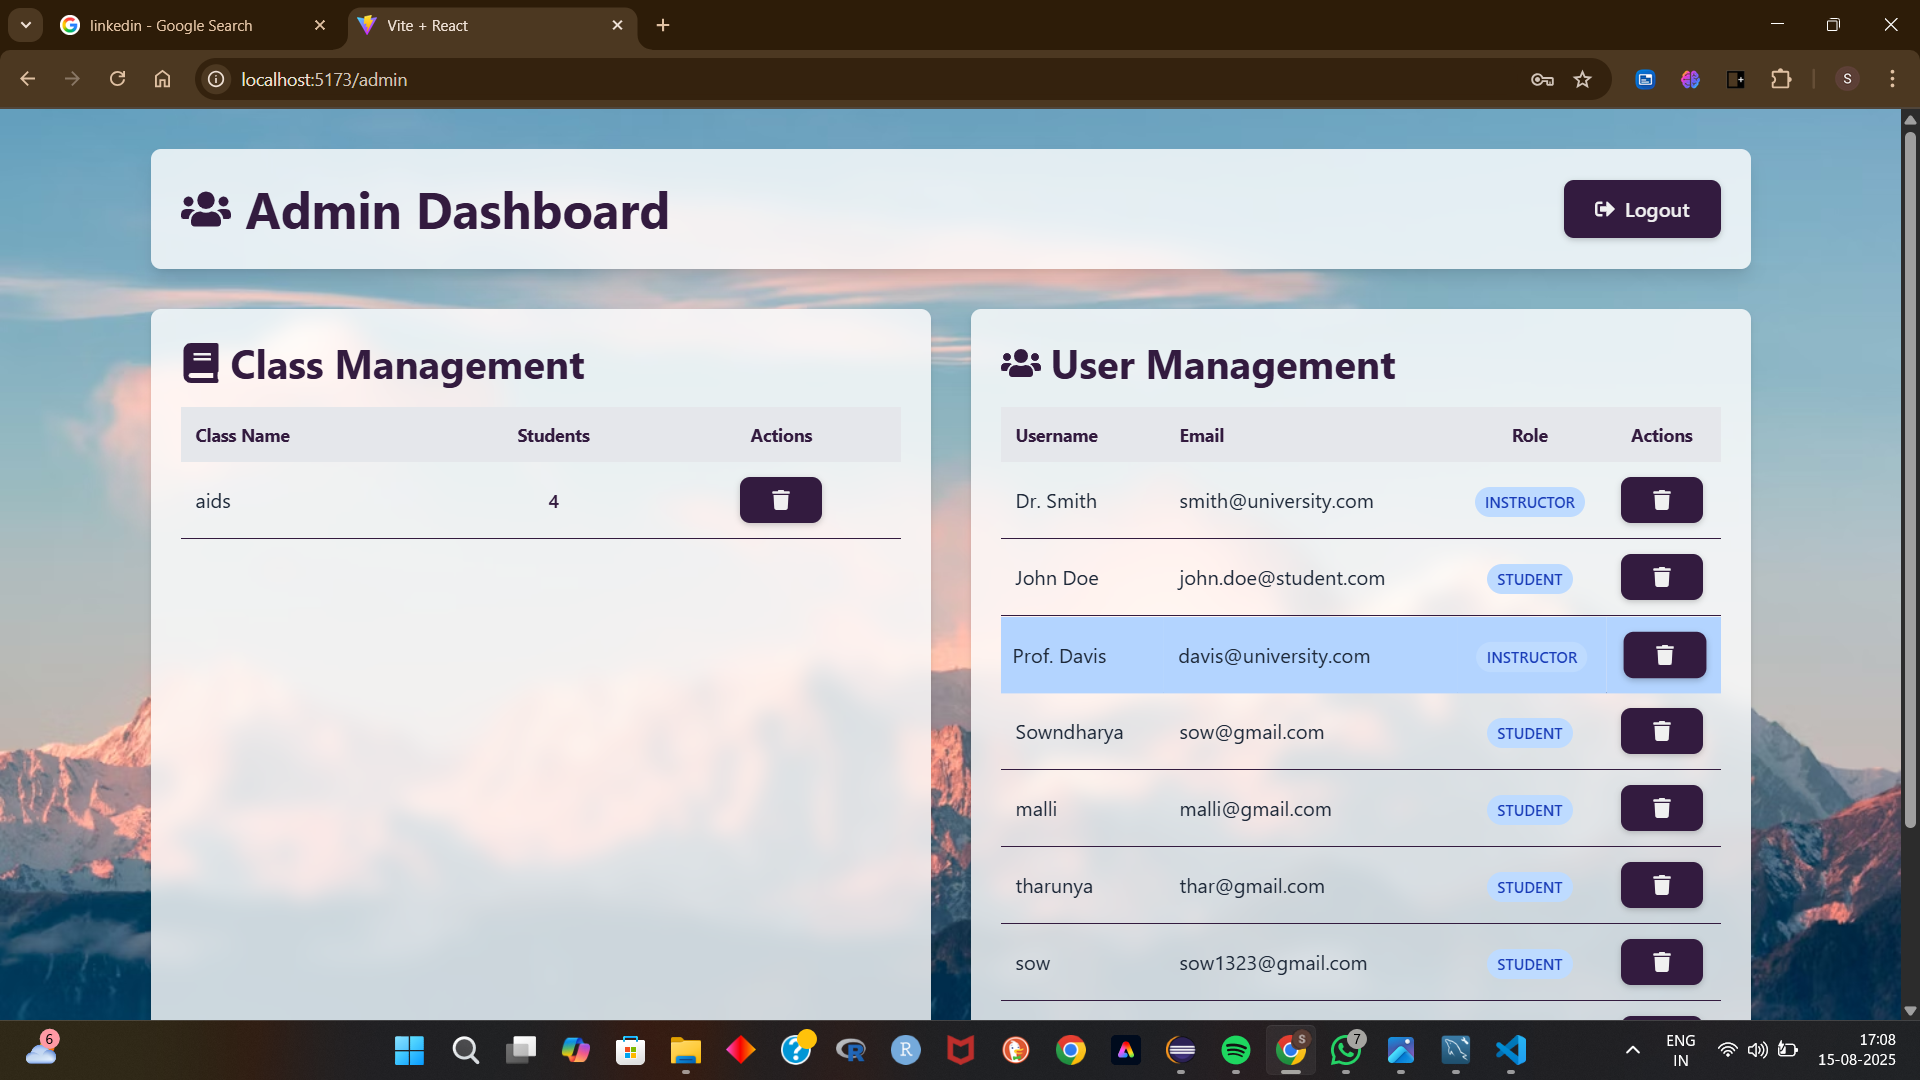 linkedin - Google Search
Vite + React
localhost:5173/admin
S
Admin Dashboard
Logout
Class Management
Class Name Students Actions
aids 4
User Management
Username Email Role Actions
Dr. Smith smith@university.com INSTRUCTOR
John Doe john.doe@student.com STUDENT
Prof. Davis davis@university.com INSTRUCTOR
Sowndharya sow@gmail.com STUDENT
malli malli@gmail.com STUDENT
tharunya thar@gmail.com STUDENT
sow sow1323@gmail.com STUDENT
6
R
R
S
7
ENG
IN
17:08
15-08-2025